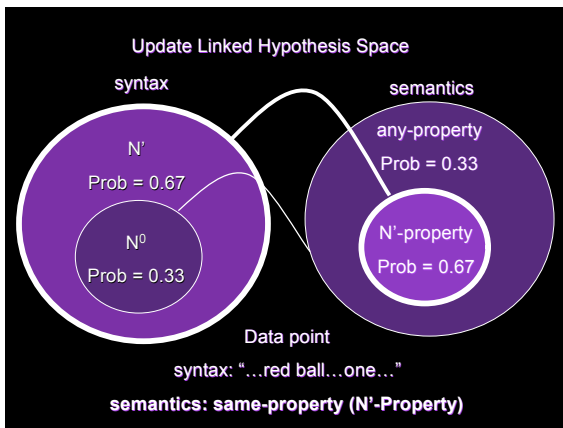 Update Linked Hypothesis Space
syntax
semantics
N'
Prob = 0.67
N⁰
Prob = 0.33
any-property
Prob = 0.33
N'-property
Prob = 0.67
Data point
syntax: “…red ball…one…”
semantics: same-property (N'-Property)